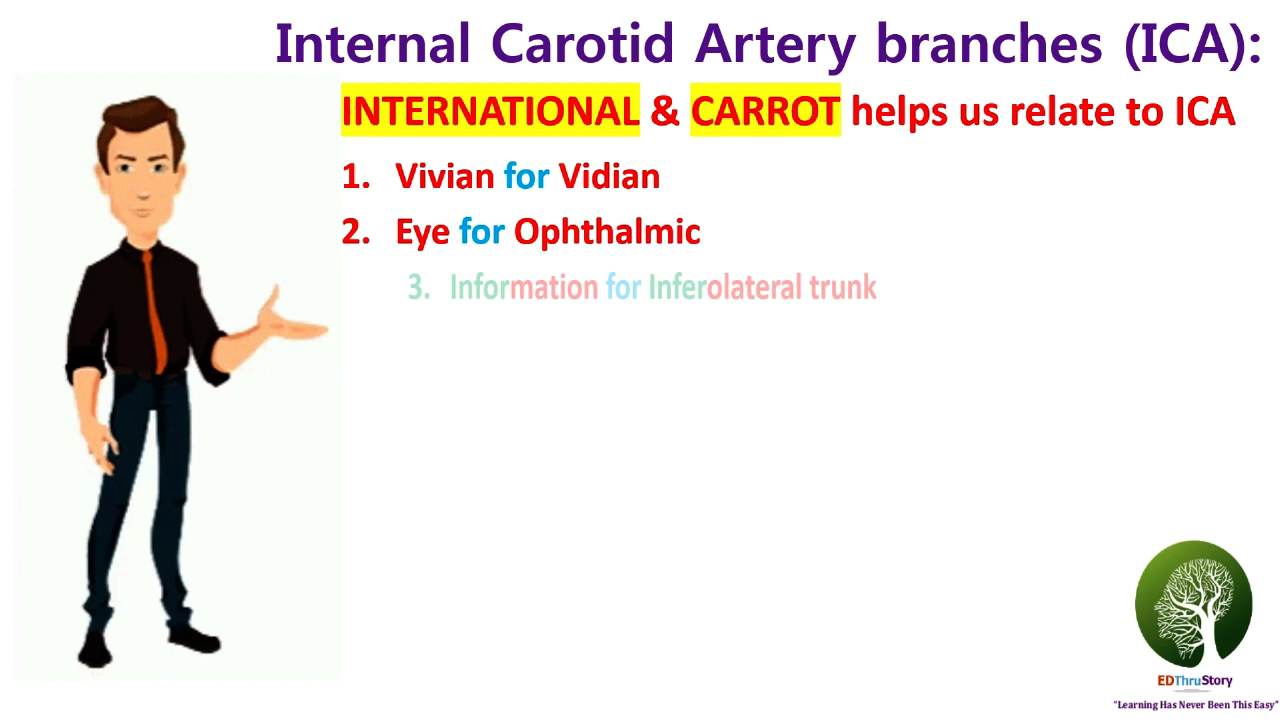 Internal Carotid Artery branches (ICA):
INTERNATIONAL & CARROT helps us relate to ICA
1. Vivian for Vidian
2. Eye for Ophthalmic
3. Information for Inferolateral trunk
EDThruStory
"Learning Has Never Been This Easy"